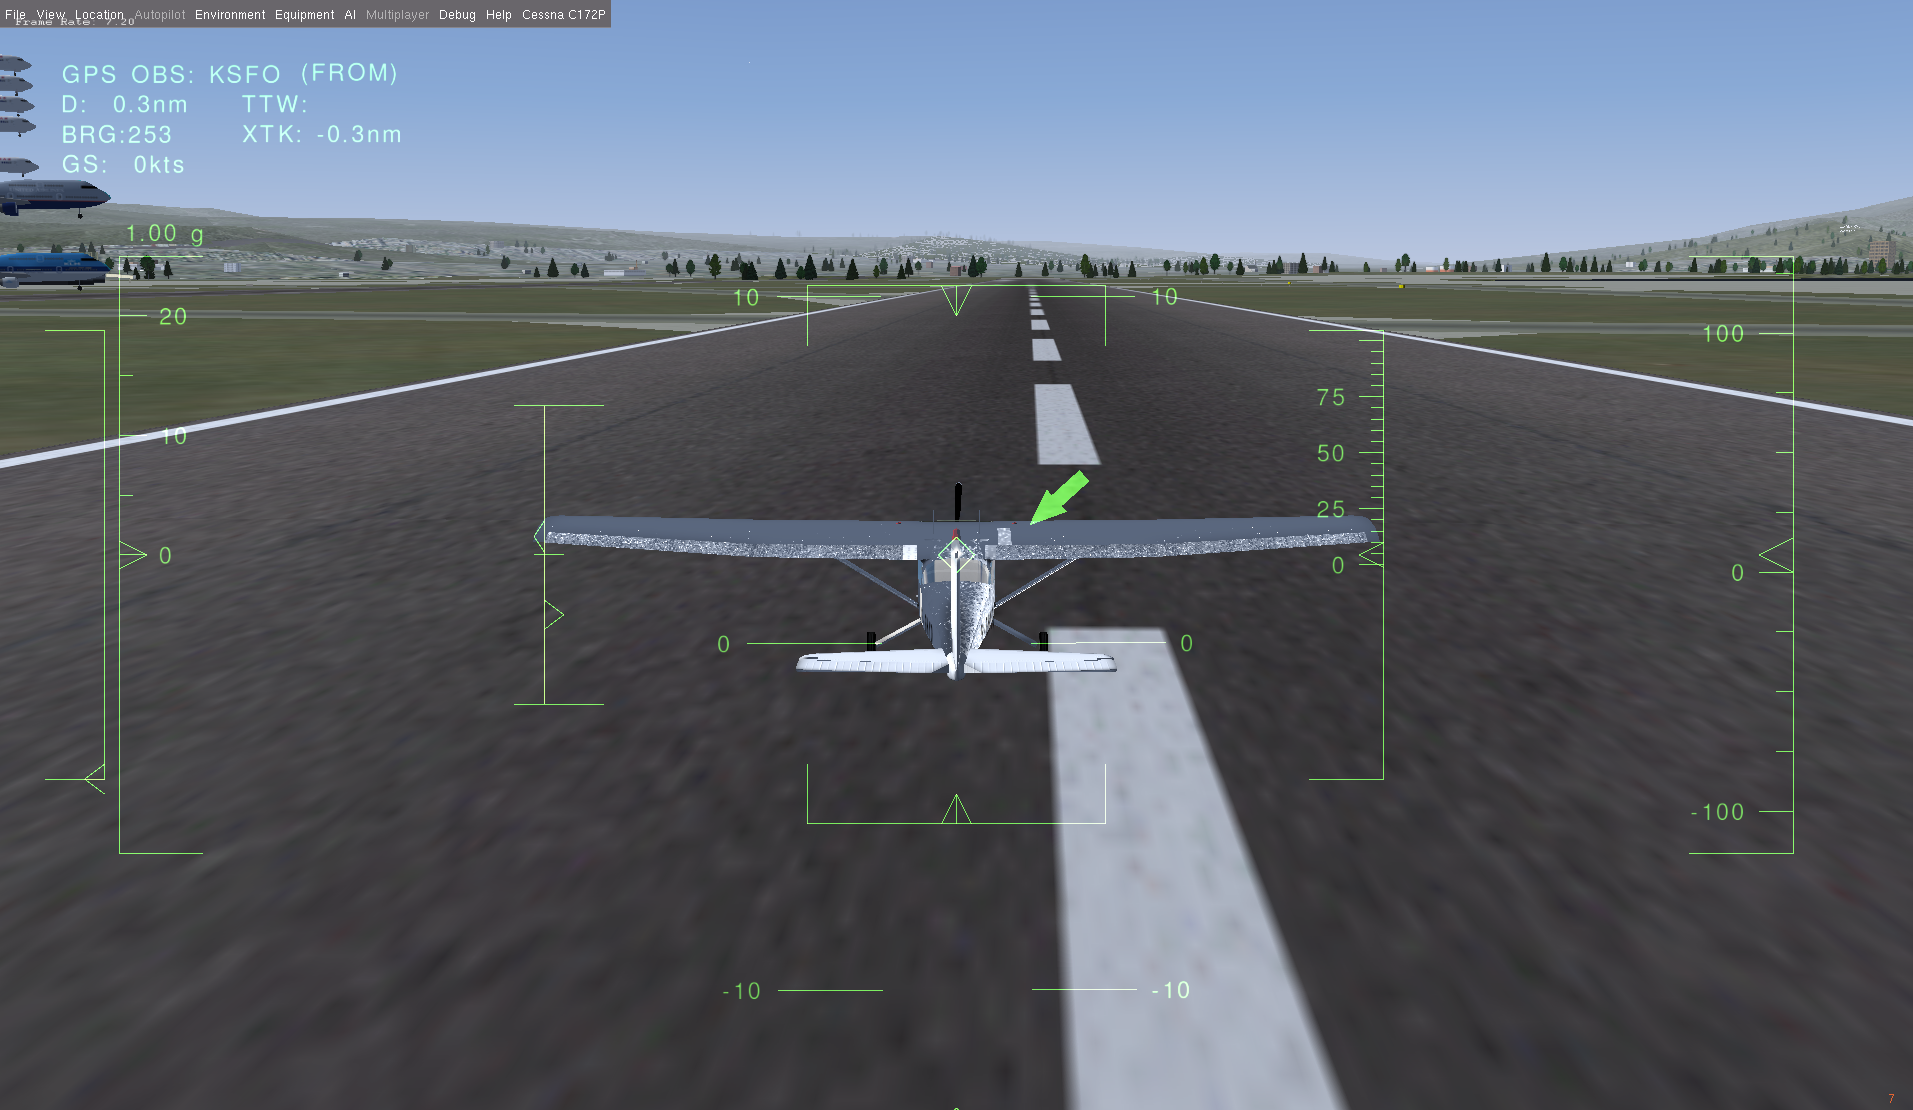 File View Location Autopilot Environment Equipment AI Multiplayer Debug Help Cessna C172P
Frame Rate: 7.20
GPS OBS: KSFO (FROM)
D: 0.3nm TTW:
BRG:253 XTK: -0.3nm
GS: 0kts
1.00 g
10 10
20
100
75
10
50
25
0
0
0
0 0
-100
-10 -10
7